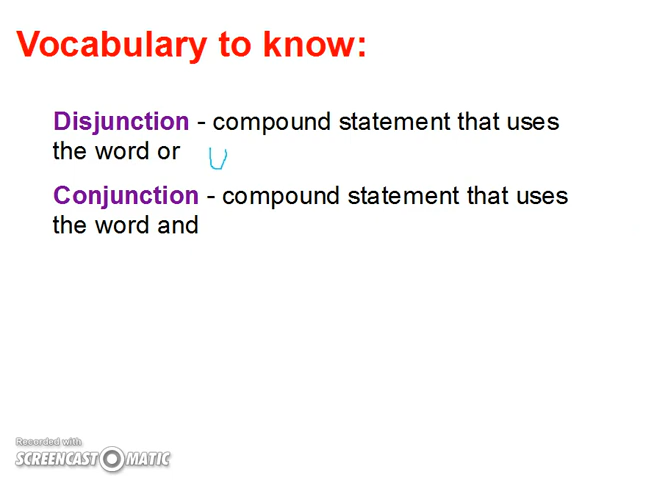 Vocabulary to know:
Disjunction - compound statement that uses
the word or U
Conjunction - compound statement that uses
the word and
Recorded with
SCREENCAST-O-MATIC